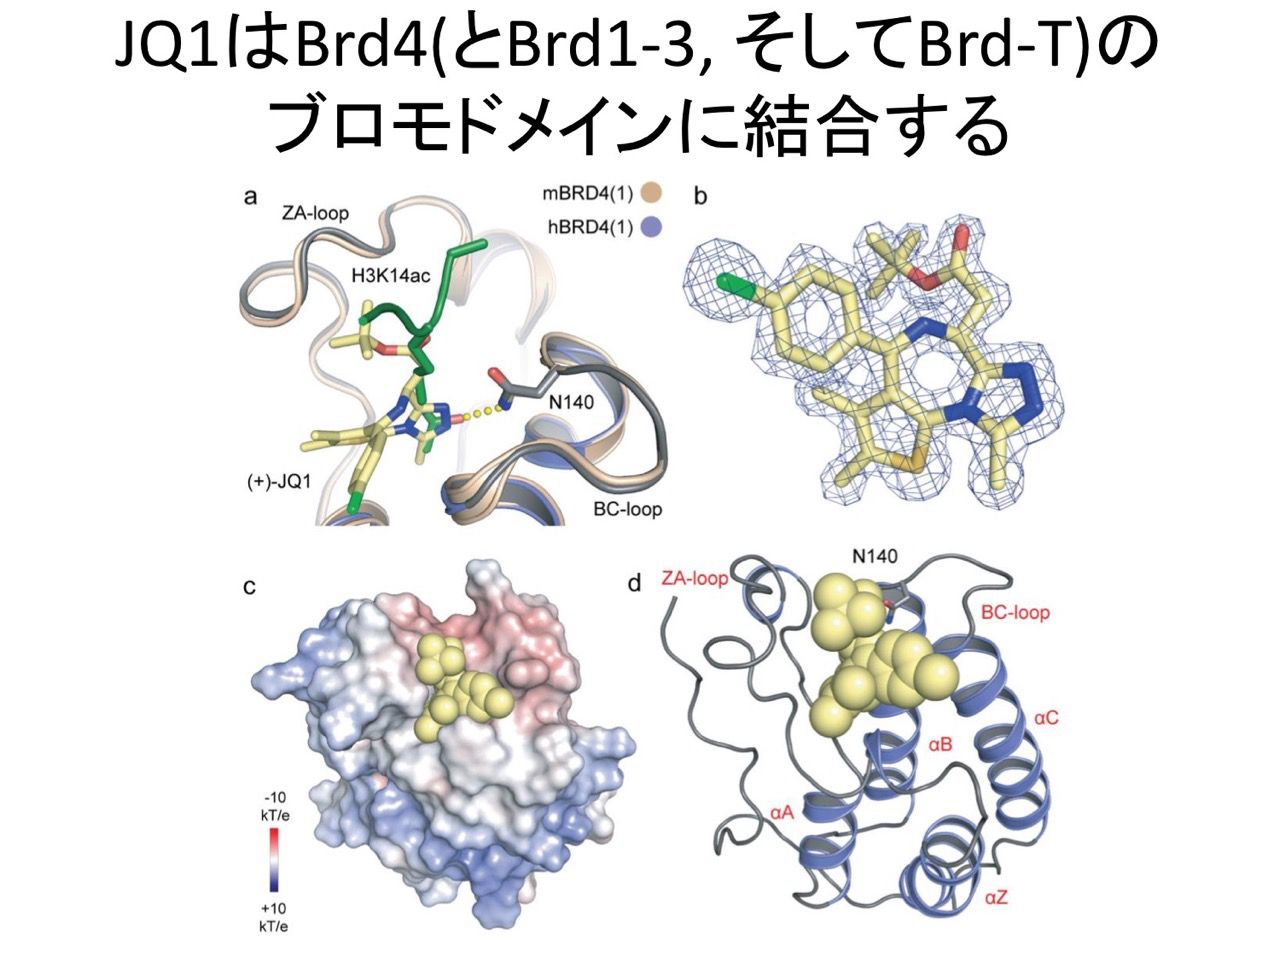 JQ1はBrd4(とBrd1-3, そしてBrd-T)の
ブロモドメインに結合する
a
mBRD4(1)
hBRD4(1)
ZA-loop
H3K14ac
N140
(+)-JQ1
BC-loop
b
c
-10
kT/e
+10
kT/e
d
N140
ZA-loop
BC-loop
αC
αB
αA
αZ